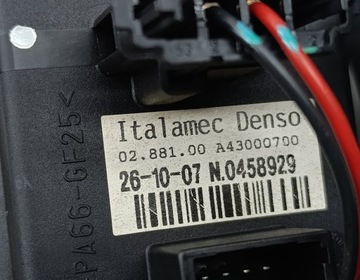 Italamec Denso
02.881.00 A43000700
26-10-07 N.0458929
PA66-GF25<